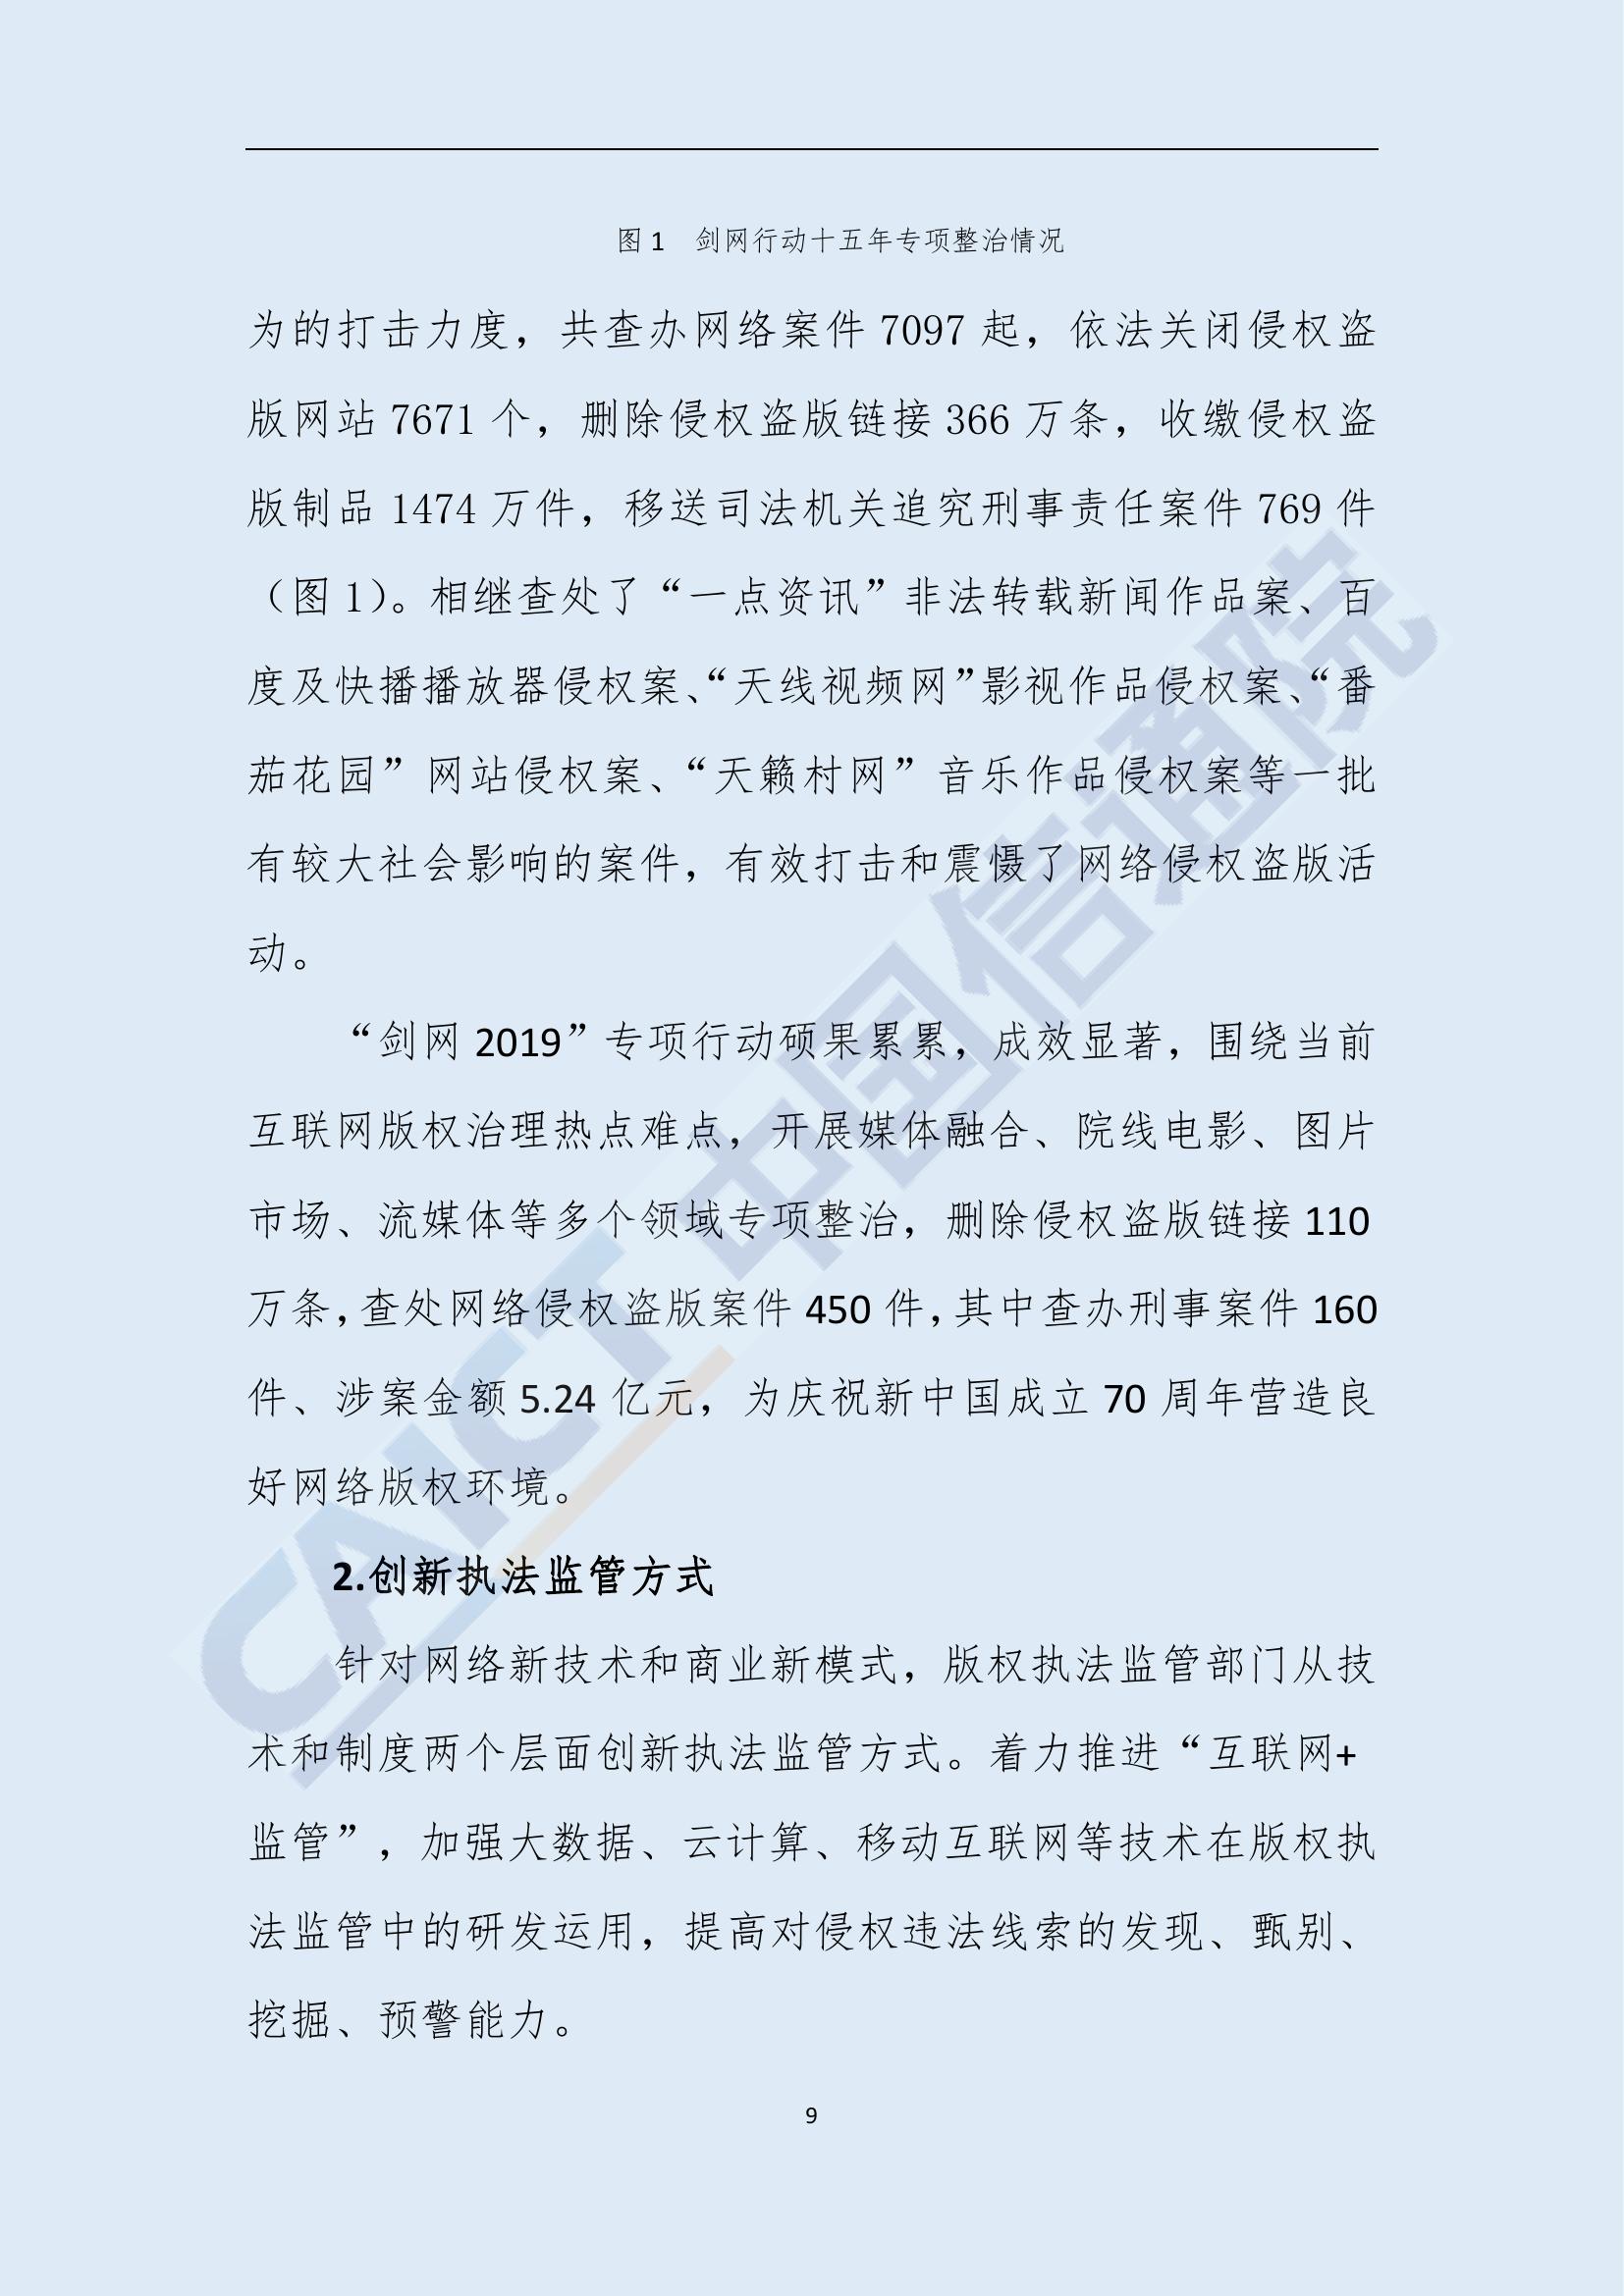 图 1 剑网行动十五年专项整治情况
为的打击力度，共查办网络案件 7097 起，依法关闭侵权盗
版网站 7671 个，删除侵权盗版链接 366 万条，收缴侵权盗
版制品 1474 万件，移送司法机关追究刑事责任案件 769 件
（图 1）。相继查处了“一点资讯”非法转载新闻作品案、百
度及快播播放器侵权案、“天线视频网”影视作品侵权案、“番
茄花园”网站侵权案、“天籁村网”音乐作品侵权案等一批
有较大社会影响的案件，有效打击和震慑了网络侵权盗版活
动。
“剑网 2019”专项行动硕果累累，成效显著，围绕当前
互联网版权治理热点难点，开展媒体融合、院线电影、图片
市场、流媒体等多个领域专项整治，删除侵权盗版链接 110
万条，查处网络侵权盗版案件 450 件，其中查办刑事案件 160
件、涉案金额 5.24 亿元，为庆祝新中国成立 70 周年营造良
好网络版权环境。
2.创新执法监管方式
针对网络新技术和商业新模式，版权执法监管部门从技
术和制度两个层面创新执法监管方式。着力推进“互联网+
监管”，加强大数据、云计算、移动互联网等技术在版权执
法监管中的研发运用，提高对侵权违法线索的发现、甄别、
挖掘、预警能力。
9
CAICT 中国信通院